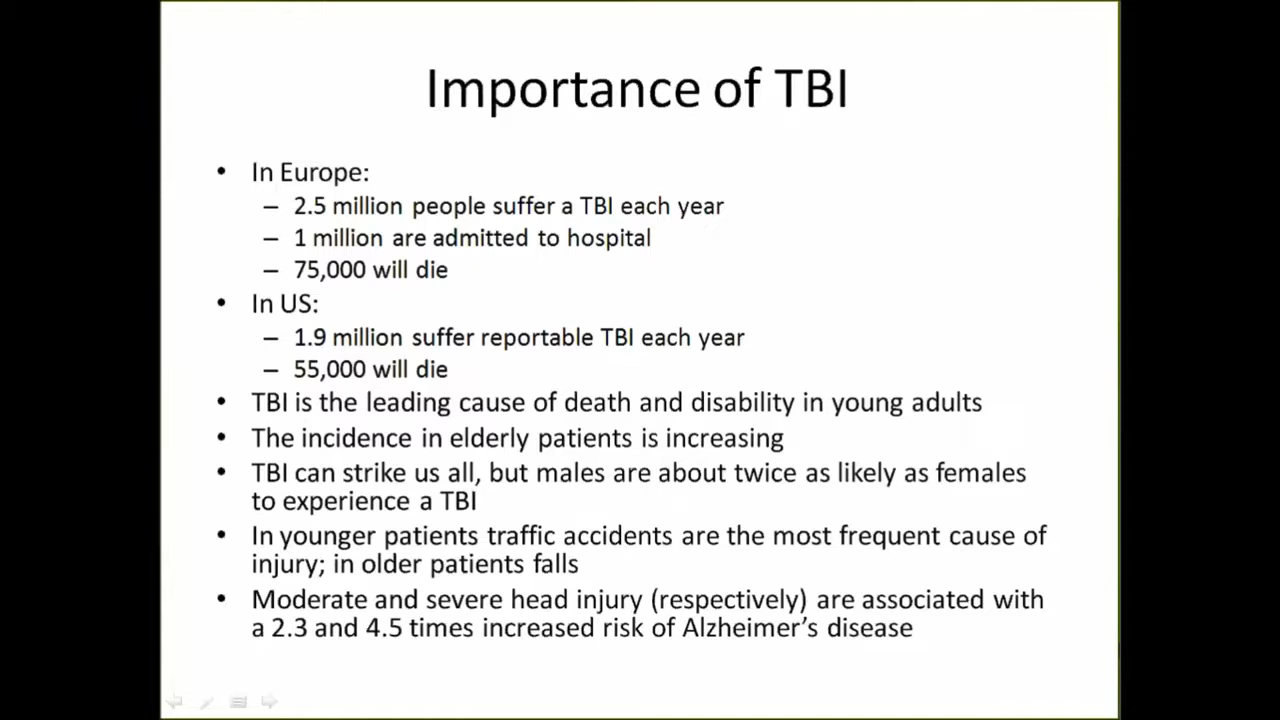 Importance of TBI
• In Europe:
– 2.5 million people suffer a TBI each year
– 1 million are admitted to hospital
– 75,000 will die
• In US:
– 1.9 million suffer reportable TBI each year
– 55,000 will die
• TBI is the leading cause of death and disability in young adults
• The incidence in elderly patients is increasing
• TBI can strike us all, but males are about twice as likely as females
to experience a TBI
• In younger patients traffic accidents are the most frequent cause of
injury; in older patients falls
• Moderate and severe head injury (respectively) are associated with
a 2.3 and 4.5 times increased risk of Alzheimer’s disease